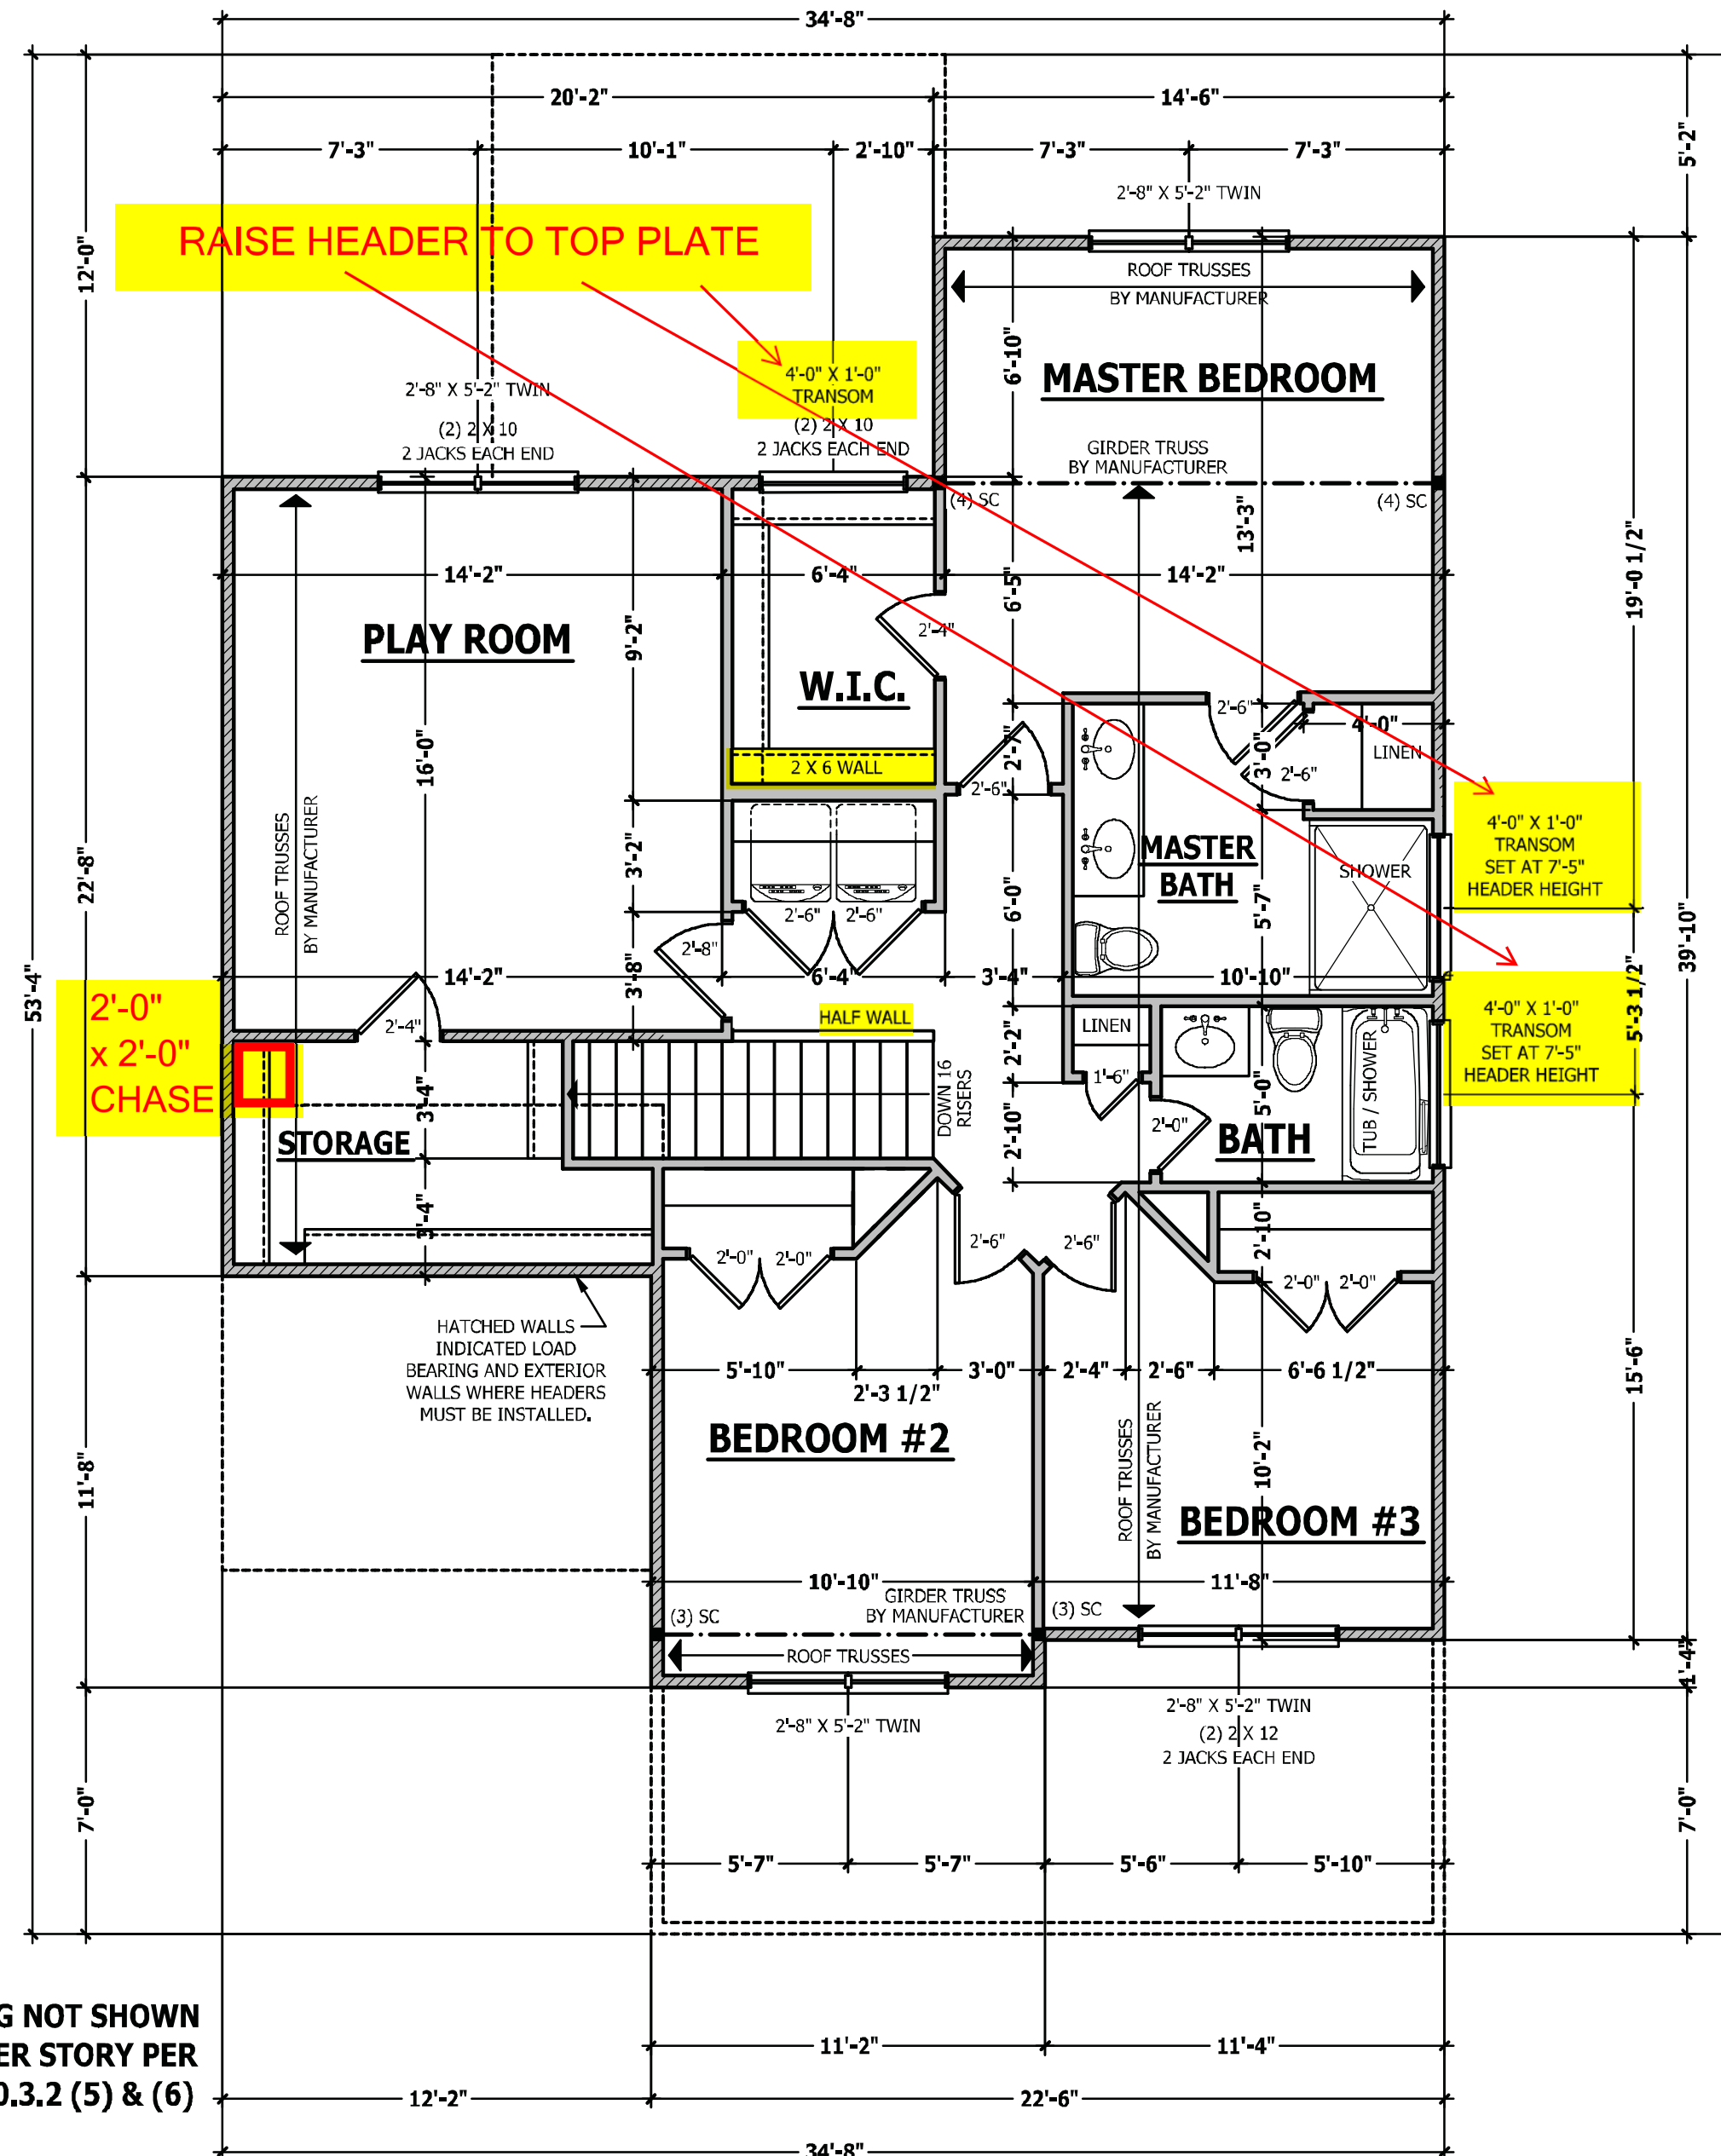 34'-8"
20'-2"
14'-6"
7'-3"
10'-1"
2'-10"
7'-3"
7'-3"
5'-2"
2'-8" X 5'-2" TWIN
12'-0"
RAISE HEADER TO TOP PLATE
ROOF TRUSSES
BY MANUFACTURER
6'-10"
MASTER BEDROOM
4'-0" X 1'-0"
TRANSOM
(2) 2 X 10
2 JACKS EACH END
2'-8" X 5'-2" TWIN
(2) 2 X 10
2 JACKS EACH END
GIRDER TRUSS
BY MANUFACTURER
(4) SC
(4) SC
13'-3"
19'-0 1/2"
14'-2"
6'-4"
6'-5"
14'-2"
PLAY ROOM
9'-2"
2'-4"
W.I.C.
2'-6"
4'-0"
LINEN
2'-7"
3'-0"
16'-0"
2 X 6 WALL
2'-6"
2'-6"
ROOF TRUSSES
BY MANUFACTURER
22'-8"
3'-2"
MASTER
BATH
SHOWER
4'-0" X 1'-0"
TRANSOM
SET AT 7'-5"
HEADER HEIGHT
6'-0"
5'-7"
2'-6"
2'-6"
2'-8"
39'-10"
53'-4"
14'-2"
3'-8"
6'-4"
3'-4"
10'-10"
5'-3 1/2"
2'-0"
x 2'-0"
CHASE
2'-4"
HALF WALL
LINEN
2'-2"
4'-0" X 1'-0"
TRANSOM
SET AT 7'-5"
HEADER HEIGHT
1'-6"
DOWN 16
RISERS
3'-4"
5'-0"
TUB / SHOWER
STORAGE
2'-10"
2'-0"
BATH
3'-4"
2'-10"
2'-0"
2'-0"
2'-6"
2'-6"
2'-0"
2'-0"
HATCHED WALLS
INDICATED LOAD
BEARING AND EXTERIOR
WALLS WHERE HEADERS
MUST BE INSTALLED.
5'-10"
2'-3 1/2"
3'-0"
2'-4"
2'-6"
6'-6 1/2"
15'-6"
BEDROOM #2
ROOF TRUSSES
BY MANUFACTURER
10'-2"
11'-8"
BEDROOM #3
10'-10"
11'-8"
GIRDER TRUSS
BY MANUFACTURER
(3) SC
(3) SC
ROOF TRUSSES
1'-4"
2'-8" X 5'-2" TWIN
2'-8" X 5'-2" TWIN
(2) 2 X 12
2 JACKS EACH END
7'-0"
7'-0"
5'-7"
5'-7"
5'-6"
5'-10"
G NOT SHOWN
ER STORY PER
0.3.2 (5) & (6)
11'-2"
11'-4"
12'-2"
22'-6"
34'-8"